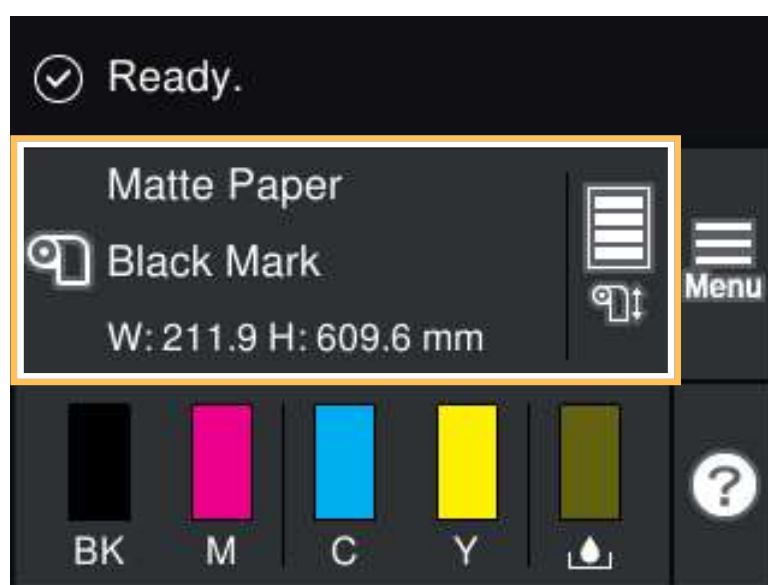 Ready.
Matte Paper
Black Mark
W: 211.9 H: 609.6 mm
Menu
BK M C Y
?